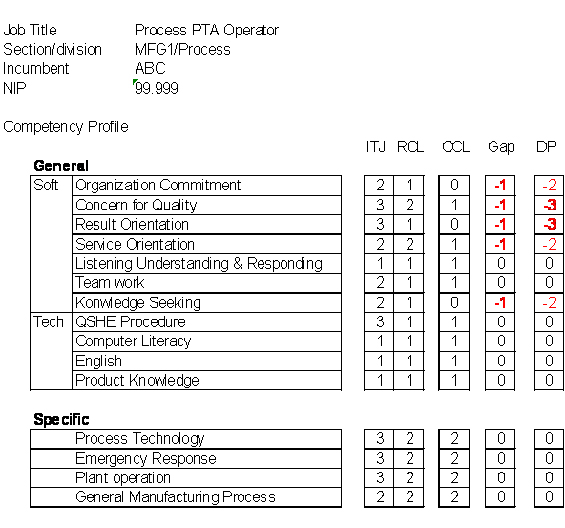 Job Title Process PTA Operator
Section/division MFG1/Process
Incumbent ABC
NIP 99.999
Competency Profile
ITJ RCL CCL Gap DP
General
Soft Organization Commitment 2 1 0 -1 -2
Concern for Quality 3 2 1 -1 -3
Result Orientation 3 1 0 -1 -3
Service Orientation 2 2 1 -1 -2
Listening Understanding & Responding 1 1 1 0 0
Team work 2 1 1 0 0
Konwledge Seeking 2 1 0 -1 -2
Tech QSHE Procedure 3 1 1 0 0
Computer Literacy 1 1 1 0 0
English 1 1 1 0 0
Product Knowledge 1 1 1 0 0
Specific
Process Technology 3 2 2 0 0
Emergency Response 3 2 2 0 0
Plant operation 3 2 2 0 0
General Manufacturing Process 2 2 2 0 0